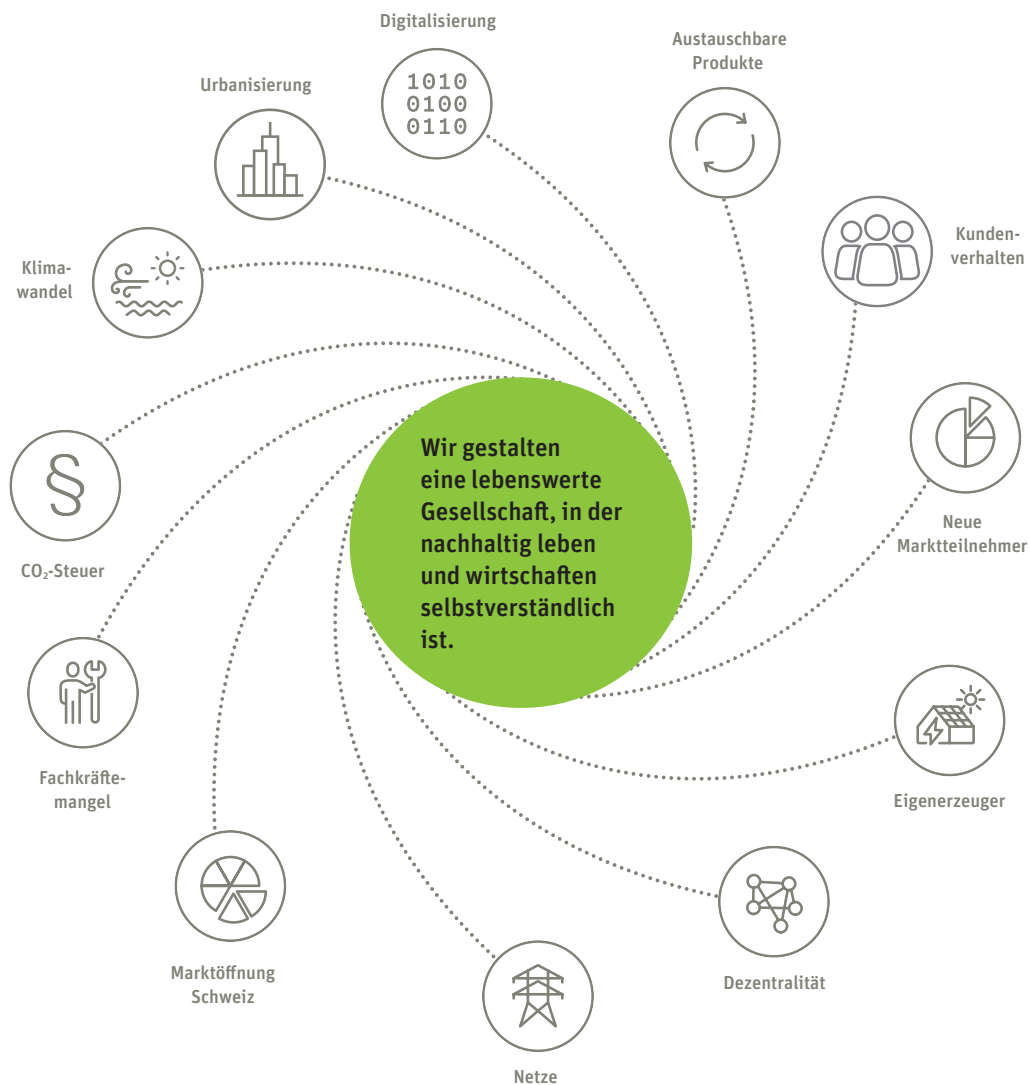 Digitalisierung
1010
0100
0110
Austauschbare
Produkte
Urbanisierung
Kunden-
verhalten
Klima-
wandel
Wir gestalten
eine lebenswerte
Gesellschaft, in der
nachhaltig leben
und wirtschaften
selbstverständlich
ist.
§
CO₂-Steuer
Neue
Marktteilnehmer
Fachkräfte-
mangel
Eigenerzeuger
Marktöffnung
Schweiz
Dezentralität
Netze